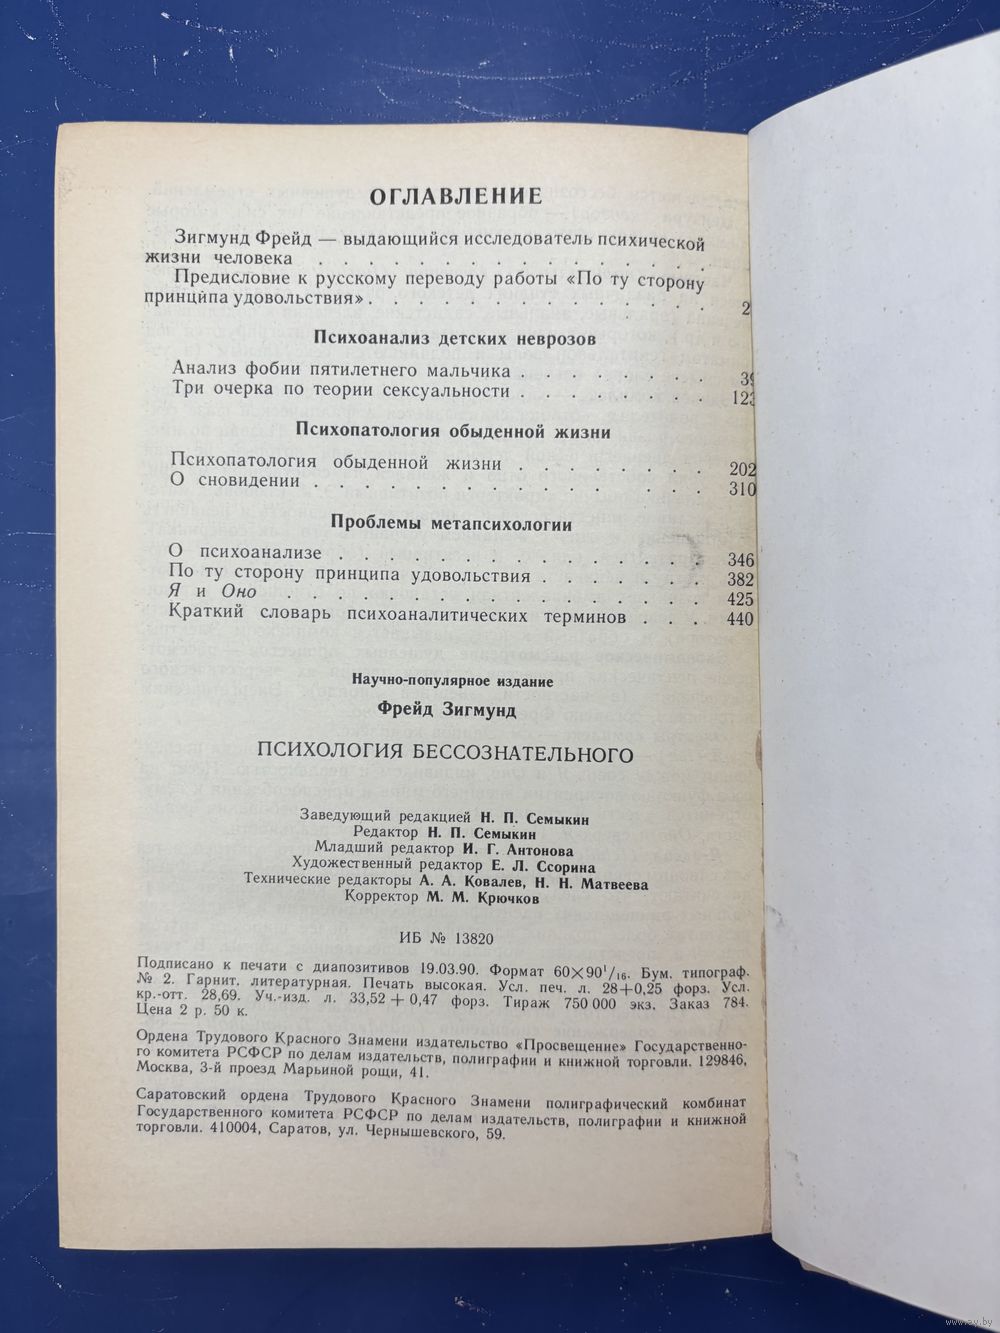 ОГЛАВЛЕНИЕ
Зигмунд Фрейд — выдающийся исследователь психической
жизни человека . . . . . . . . . . . . . . .
Предисловие к русскому переводу работы «По ту сторону
принципа удовольствия» . . . . . . . . . . . . . 2
Психоанализ детских неврозов
Анализ фобии пятилетнего мальчика . . . . . . . . 39
Три очерка по теории сексуальности . . . . . . . . 123
Психопатология обыденной жизни
Психопатология обыденной жизни . . . . . . . . 202
О сновидении . . . . . . . . . . . . . . . . 310
Проблемы метапсихологии
О психоанализе . . . . . . . . . . . . . . . 346
По ту сторону принципа удовольствия . . . . . . . 382
Я и Оно . . . . . . . . . . . . . . . . . 425
Краткий словарь психоаналитических терминов . . . 440
Научно-популярное издание
Фрейд Зигмунд
ПСИХОЛОГИЯ БЕССОЗНАТЕЛЬНОГО
Заведующий редакцией Н. П. Семыкин
Редактор Н. П. Семыкин
Младший редактор И. Г. Антонова
Художественный редактор Е. Л. Ссорина
Технические редакторы А. А. Ковалев, Н. Н. Матвеева
Корректор М. М. Крючков
ИБ № 13820
Подписано к печати с диапозитивов 19.03.90. Формат 60×90¹/₁₆. Бум. типограф.
№ 2. Гарнит. литературная. Печать высокая. Усл. печ. л. 28+0,25 форз. Усл.
кр.-отт. 28,69. Уч.-изд. л. 33,52 + 0,47 форз. Тираж 750 000 экз. Заказ 784.
Цена 2 р. 50 к.
Ордена Трудового Красного Знамени издательство «Просвещение» Государственно-
го комитета РСФСР по делам издательств, полиграфии и книжной торговли. 129846,
Москва, 3-й проезд Марьиной рощи, 41.
Саратовский ордена Трудового Красного Знамени полиграфический комбинат
Государственного комитета РСФСР по делам издательств, полиграфии и книжной
торговли. 410004, Саратов, ул. Чернышевского, 59.
www.ay.by